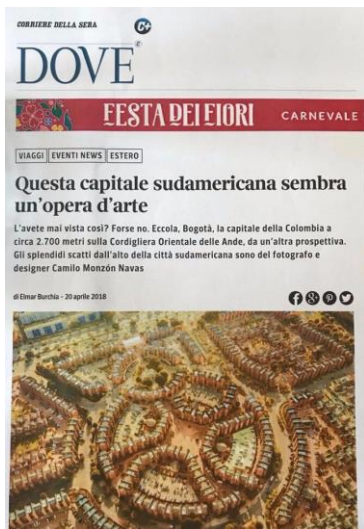 CORRIERE DELLA SERA C+
DOVE
FESTA DEI FIORI CARNEVALE
VIAGGI EVENTI NEWS ESTERO
Questa capitale sudamericana sembra
un'opera d'arte
L'avete mai vista così? Forse no. Eccola, Bogotà, la capitale della Colombia a
circa 2.700 metri sulla Cordigliera Orientale delle Ande, da un'altra prospettiva.
Gli splendidi scatti dall'alto della città sudamericana sono del fotografo e
designer Camilo Monzón Navas
di Elmar Burchia - 20 aprile 2018